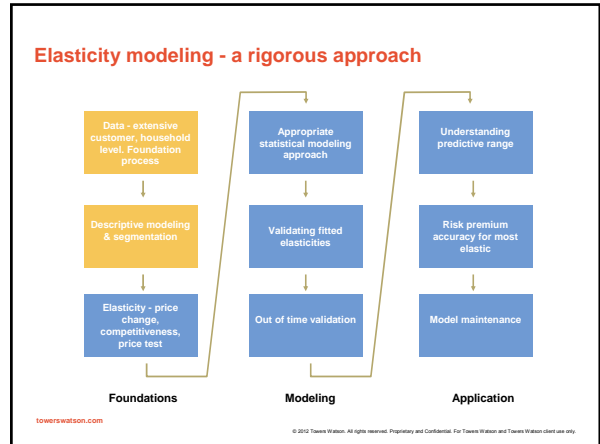 Elasticity modeling - a rigorous approach
Data - extensive
customer, household
level. Foundation
process
Descriptive modeling
& segmentation
Elasticity - price
change,
competitiveness,
price test
Foundations
Appropriate
statistical modeling
approach
Validating fitted
elasticities
Out of time validation
Modeling
Understanding
predictive range
Risk premium
accuracy for most
elastic
Model maintenance
Application
towerswatson.com
© 2012 Towers Watson. All rights reserved. Proprietary and Confidential. For Towers Watson and Towers Watson client use only.